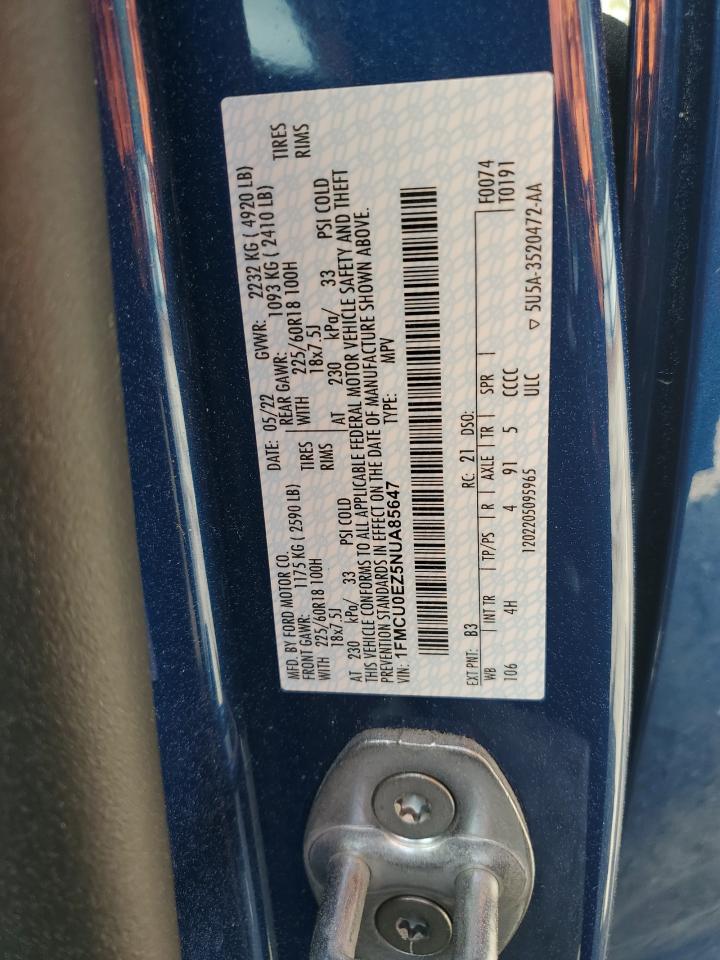 MFD. BY FORD MOTOR CO. DATE: 05/22 GVWR: 2232 KG ( 4920 LB)
FRONT GAWR: 1175 KG ( 2590 LB) REAR GAWR: 1093 KG ( 2410 LB)
WITH 225/60R18 100H TIRES WITH 225/60R18 100H TIRES
18x7.5J RIMS 18x7.5J RIMS
AT 230 kPa/ 33 PSI COLD AT 230 kPa/ 33 PSI COLD
THIS VEHICLE CONFORMS TO ALL APPLICABLE FEDERAL MOTOR VEHICLE SAFETY AND THEFT
PREVENTION STANDARDS IN EFFECT ON THE DATE OF MANUFACTURE SHOWN ABOVE.
VIN: 1FMCU0EZ5NUA85647 TYPE: MPV
EXT PNT: B3 RC: 21 DSO: F0074
WB INT TR TP/PS R AXLE TR SPR T0191
106 4H 4 91 5 CCCC
1202205095965 ULC ▽ 5U5A-3520472-AA